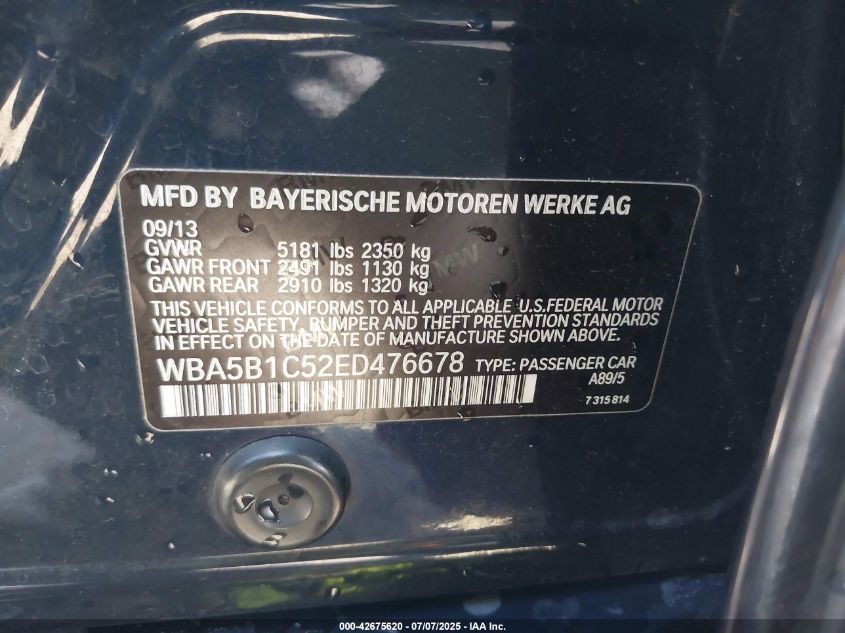 MFD BY BAYERISCHE MOTOREN WERKE AG
09/13
GVWR 5181 lbs 2350 kg
GAWR FRONT 2491 lbs 1130 kg
GAWR REAR 2910 lbs 1320 kg
THIS VEHICLE CONFORMS TO ALL APPLICABLE U.S.FEDERAL MOTOR
VEHICLE SAFETY, BUMPER AND THEFT PREVENTION STANDARDS
IN EFFECT ON THE DATE OF MANUFACTURE SHOWN ABOVE.
WBA5B1C52ED476678 TYPE: PASSENGER CAR
A89/5
7 315 814
000-42675620 - 07/07/2025 - IAA Inc.